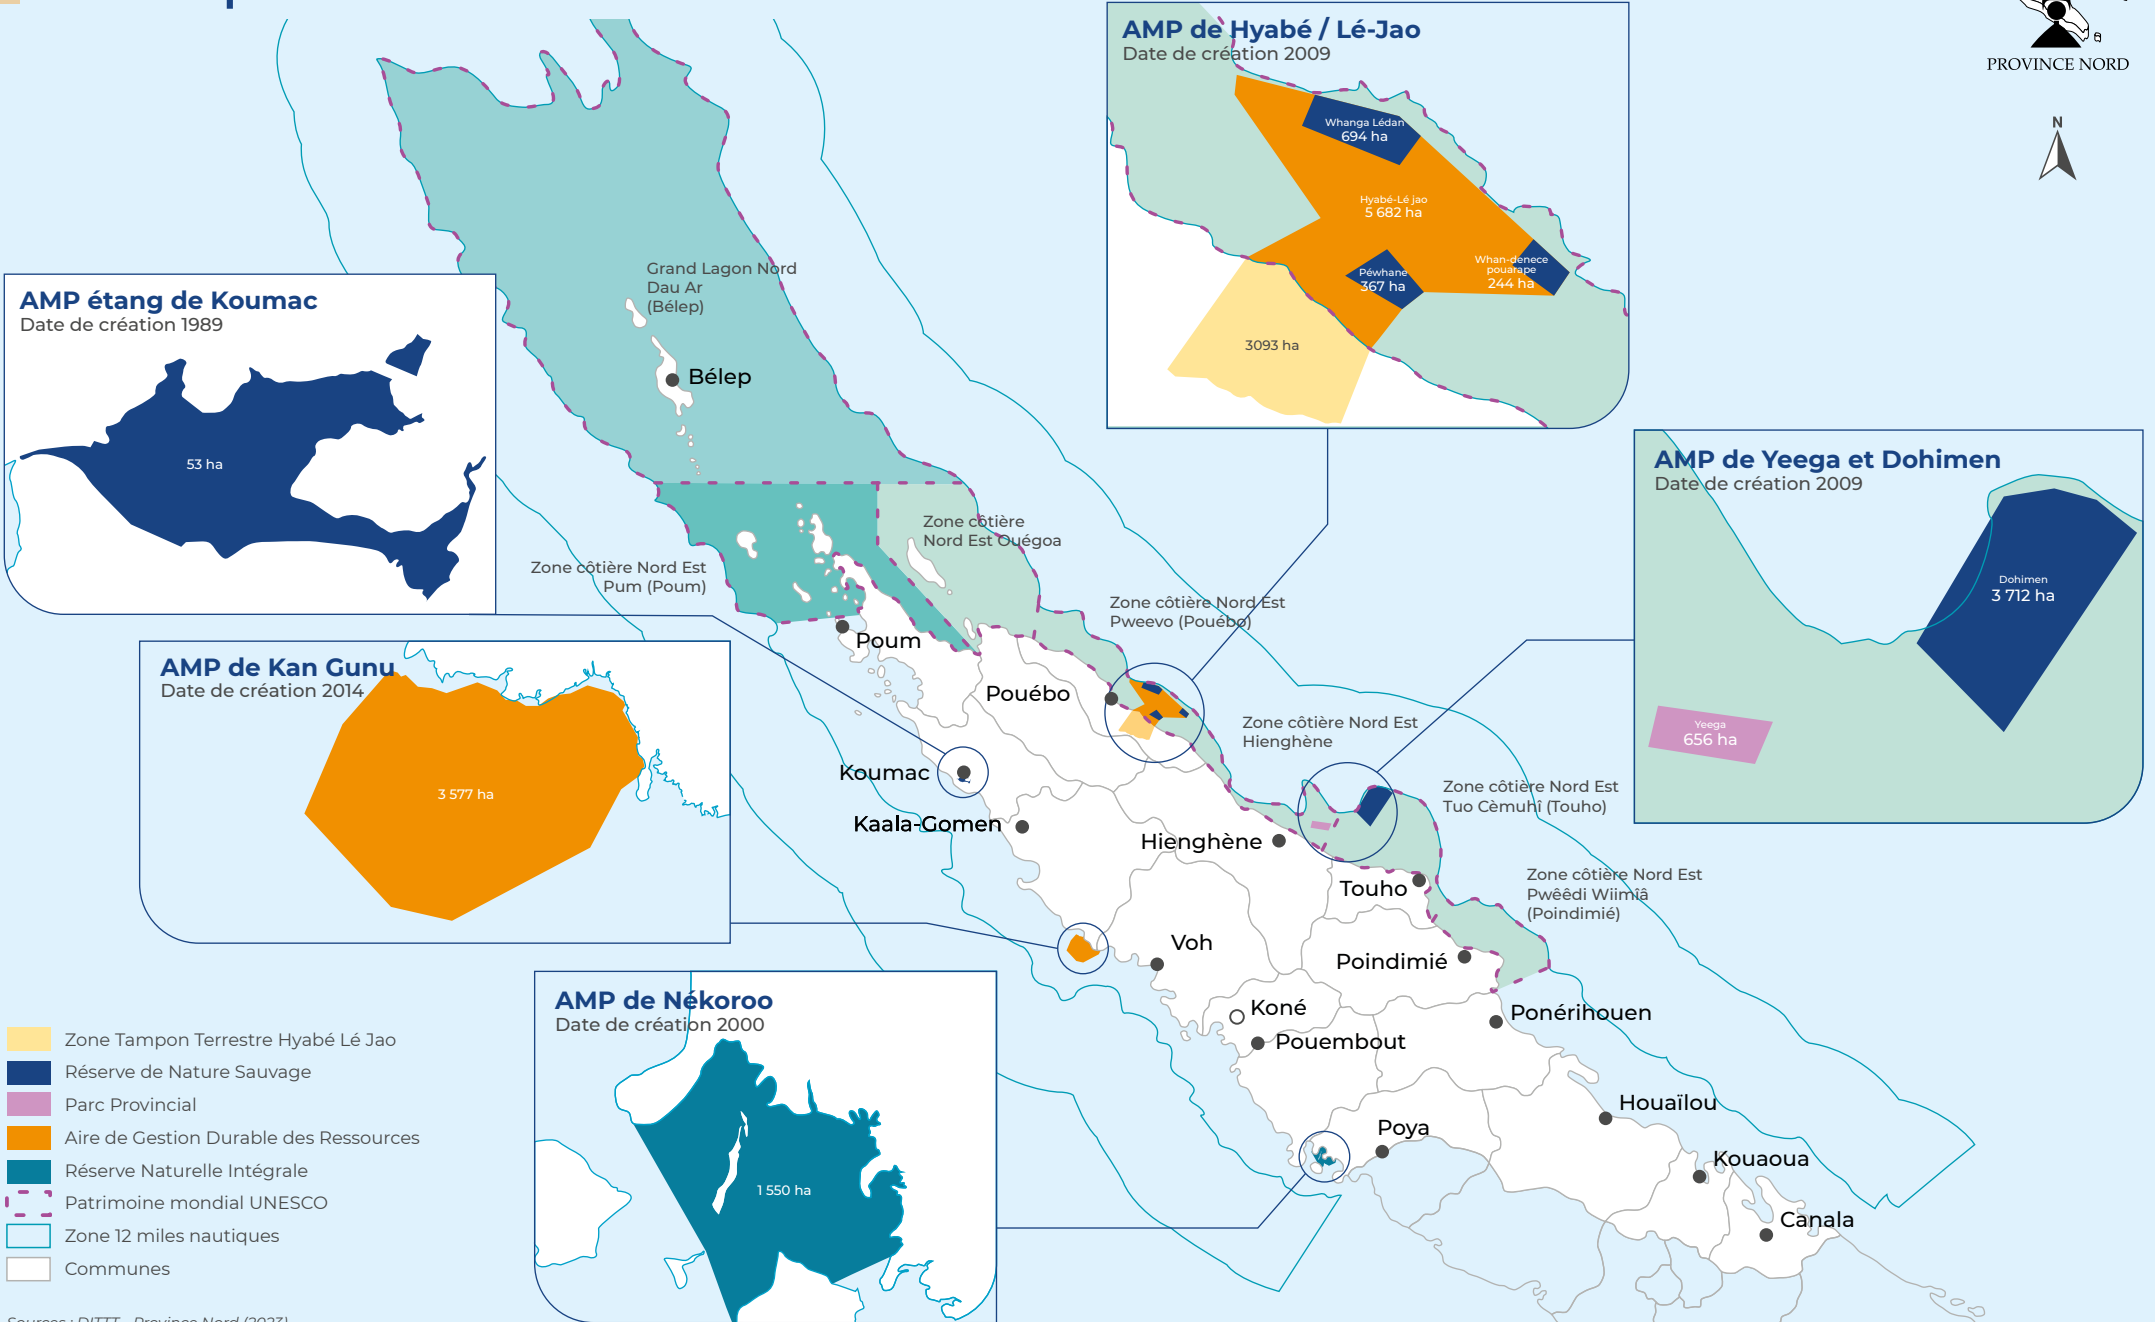 PROVINCE NORD
N
AMP de Hyabé / Lé-Jao
Date de création 2009
Whanga Lédan
694 ha
Hyabé-Lé jao
5 682 ha
Whan-denece
pouarape
244 ha
Péwhane
367 ha
3093 ha
AMP étang de Koumac
Date de création 1989
53 ha
Grand Lagon Nord
Dau Ar
(Bélep)
Bélep
AMP de Yeega et Dohimen
Date de création 2009
Dohimen
3 712 ha
Yeega
656 ha
Zone côtière
Nord Est Ouégoa
Zone côtière Nord Est
Pum (Poum)
Zone côtière Nord Est
Pweevo (Pouébo)
Poum
Pouébo
AMP de Kan Gunu
Date de création 2014
3 577 ha
Zone côtière Nord Est
Hienghène
Koumac
Zone côtière Nord Est
Tuo Cèmuhî (Touho)
Kaala-Gomen
Hienghène
Touho
Zone côtière Nord Est
Pwêêdi Wiimîâ
(Poindimié)
Voh
Poindimié
AMP de Nékoroo
Date de création 2000
1 550 ha
Koné
Ponérihouen
Pouembout
Houaïlou
Poya
Kouaoua
Canala
Zone Tampon Terrestre Hyabé Lé Jao
Réserve de Nature Sauvage
Parc Provincial
Aire de Gestion Durable des Ressources
Réserve Naturelle Intégrale
Patrimoine mondial UNESCO
Zone 12 miles nautiques
Communes
Sources : DITTT - Province Nord (2023)